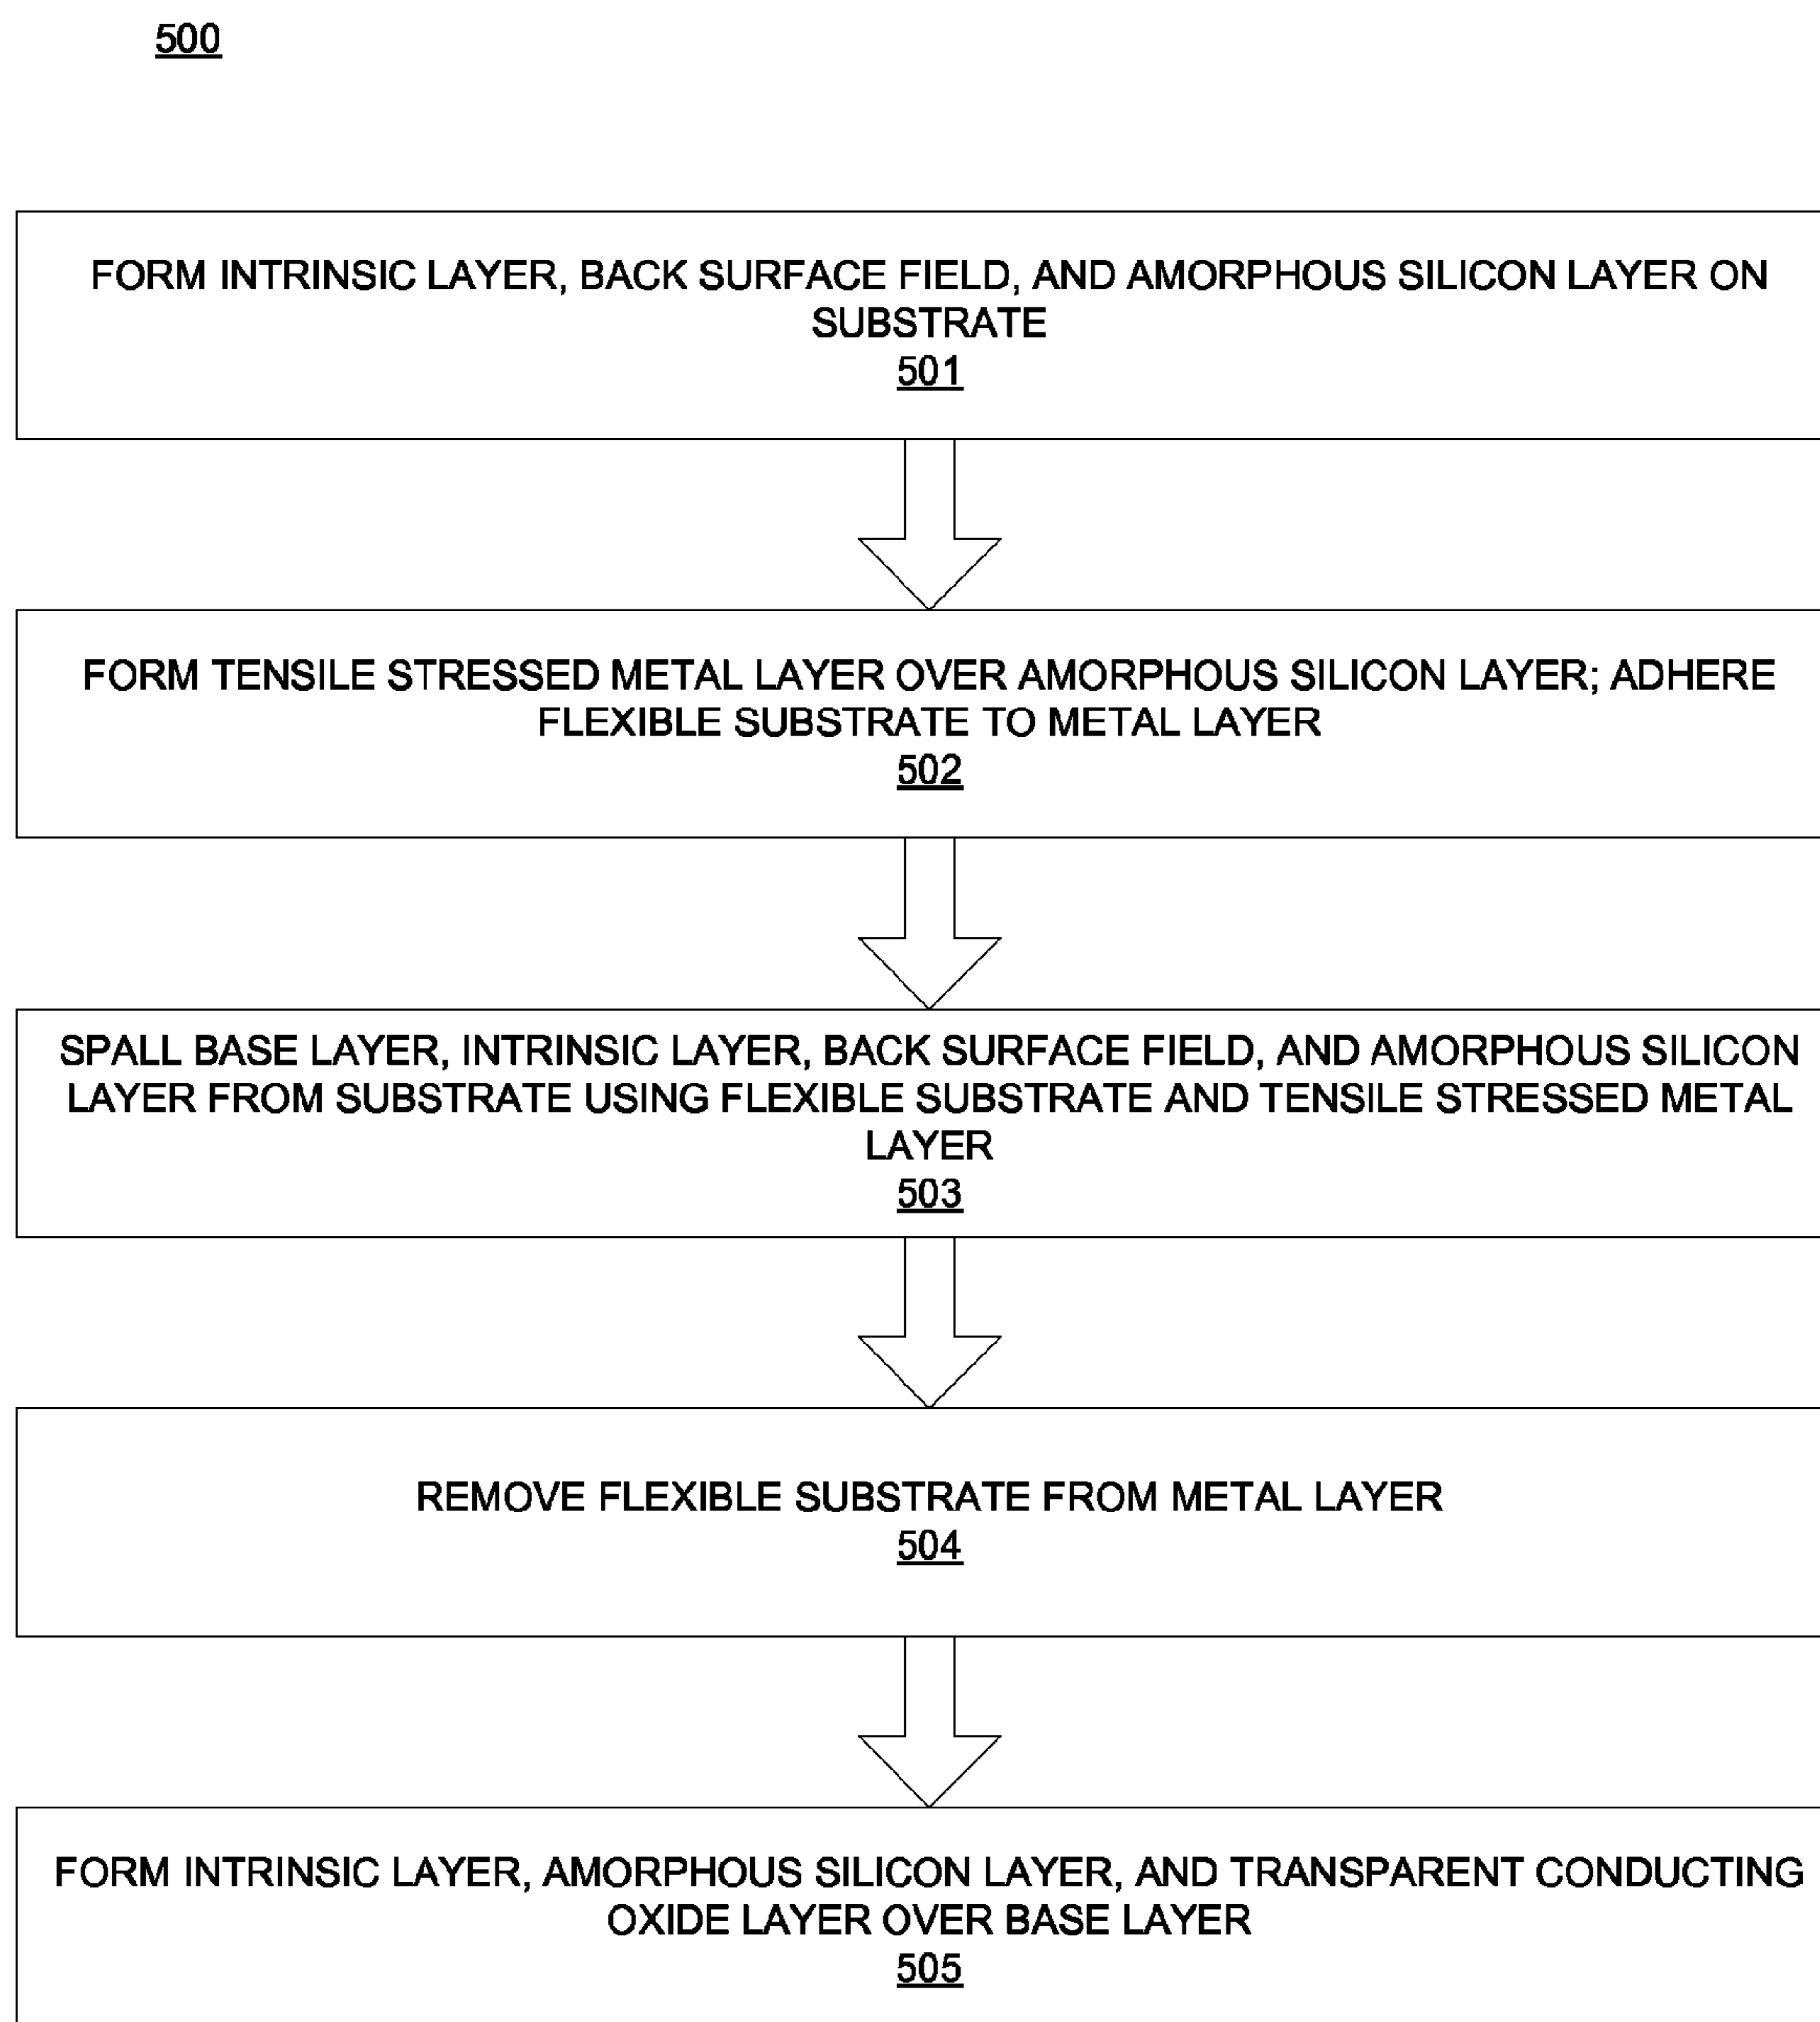 500
FORM INTRINSIC LAYER, BACK SURFACE FIELD, AND AMORPHOUS SILICON LAYER ON
SUBSTRATE
501
FORM TENSILE STRESSED METAL LAYER OVER AMORPHOUS SILICON LAYER; ADHERE
FLEXIBLE SUBSTRATE TO METAL LAYER
502
SPALL BASE LAYER, INTRINSIC LAYER, BACK SURFACE FIELD, AND AMORPHOUS SILICON
LAYER FROM SUBSTRATE USING FLEXIBLE SUBSTRATE AND TENSILE STRESSED METAL
LAYER
503
REMOVE FLEXIBLE SUBSTRATE FROM METAL LAYER
504
FORM INTRINSIC LAYER, AMORPHOUS SILICON LAYER, AND TRANSPARENT CONDUCTING
OXIDE LAYER OVER BASE LAYER
505